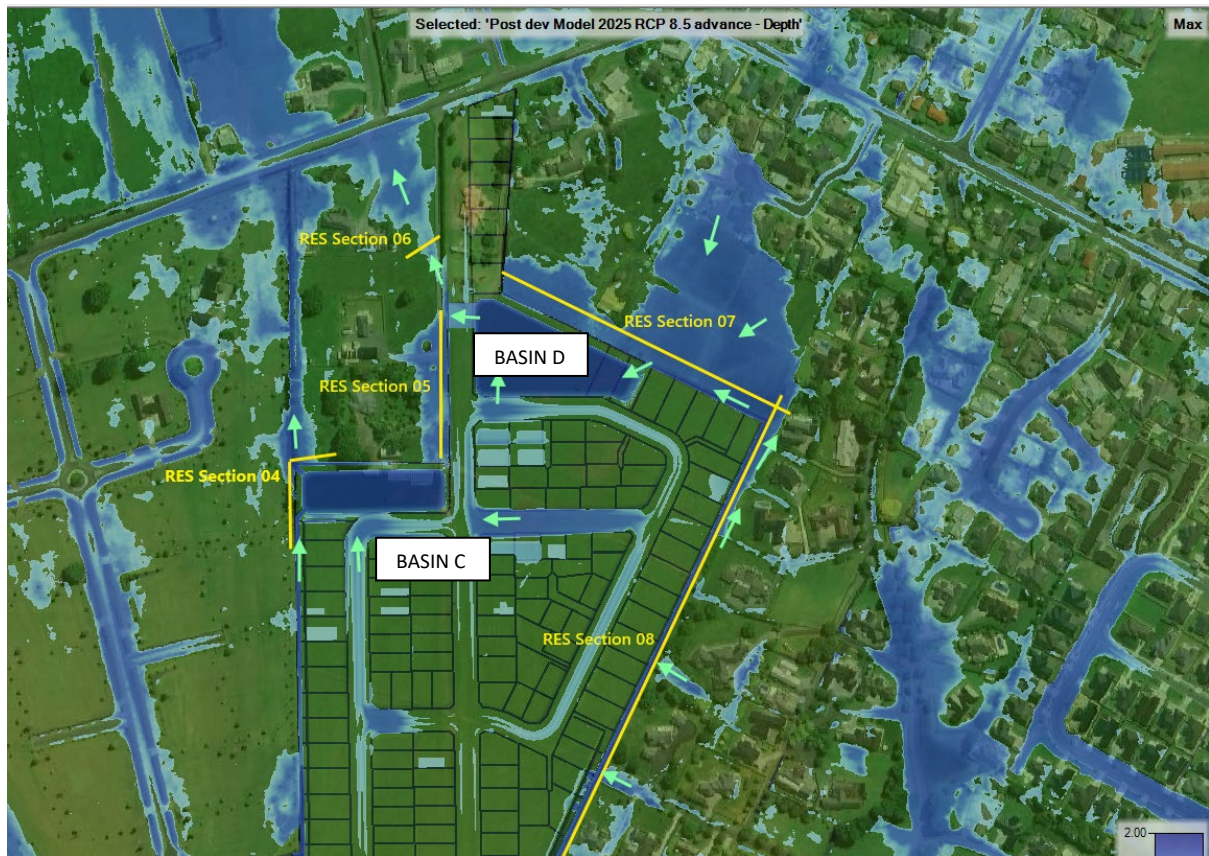 Selected: 'Post dev Model 2025 RCP 8.5 advance - Depth'
Max
RES Section 06
RES Section 07
BASIN D
RES Section 05
RES Section 04
BASIN C
RES Section 08
2.00